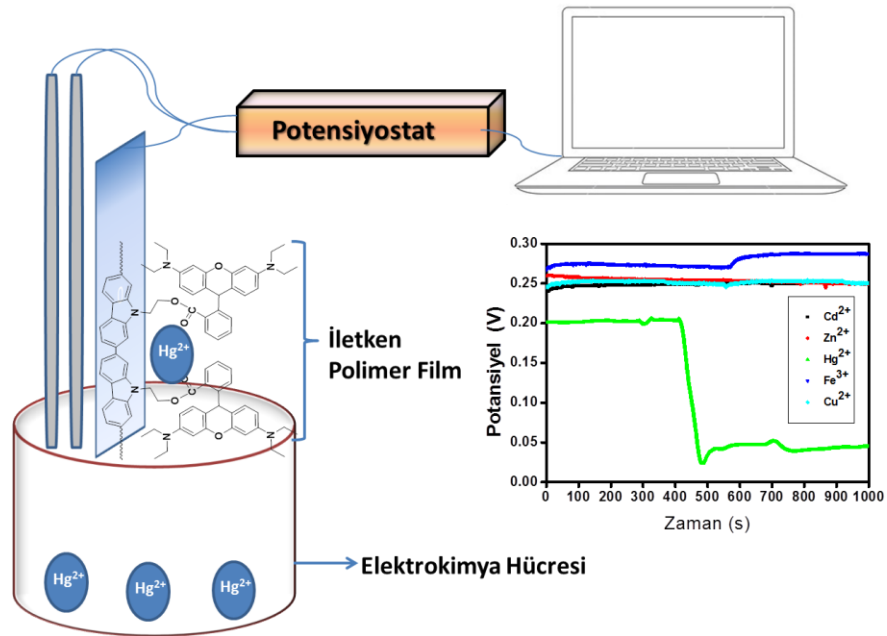 Potensiyostat
İletken
Polimer Film
Hg2+
Elektrokimya Hücresi
Hg2+
Hg2+
Hg2+
N
O
N
N
O
C
O
N
O
C
O
N
O
N
Potansiyel (V)
0.30
0.25
0.20
0.15
0.10
0.05
0.00
0 100 200 300 400 500 600 700 800 900 1000
Zaman (s)
Cd2+
Zn2+
Hg2+
Fe3+
Cu2+